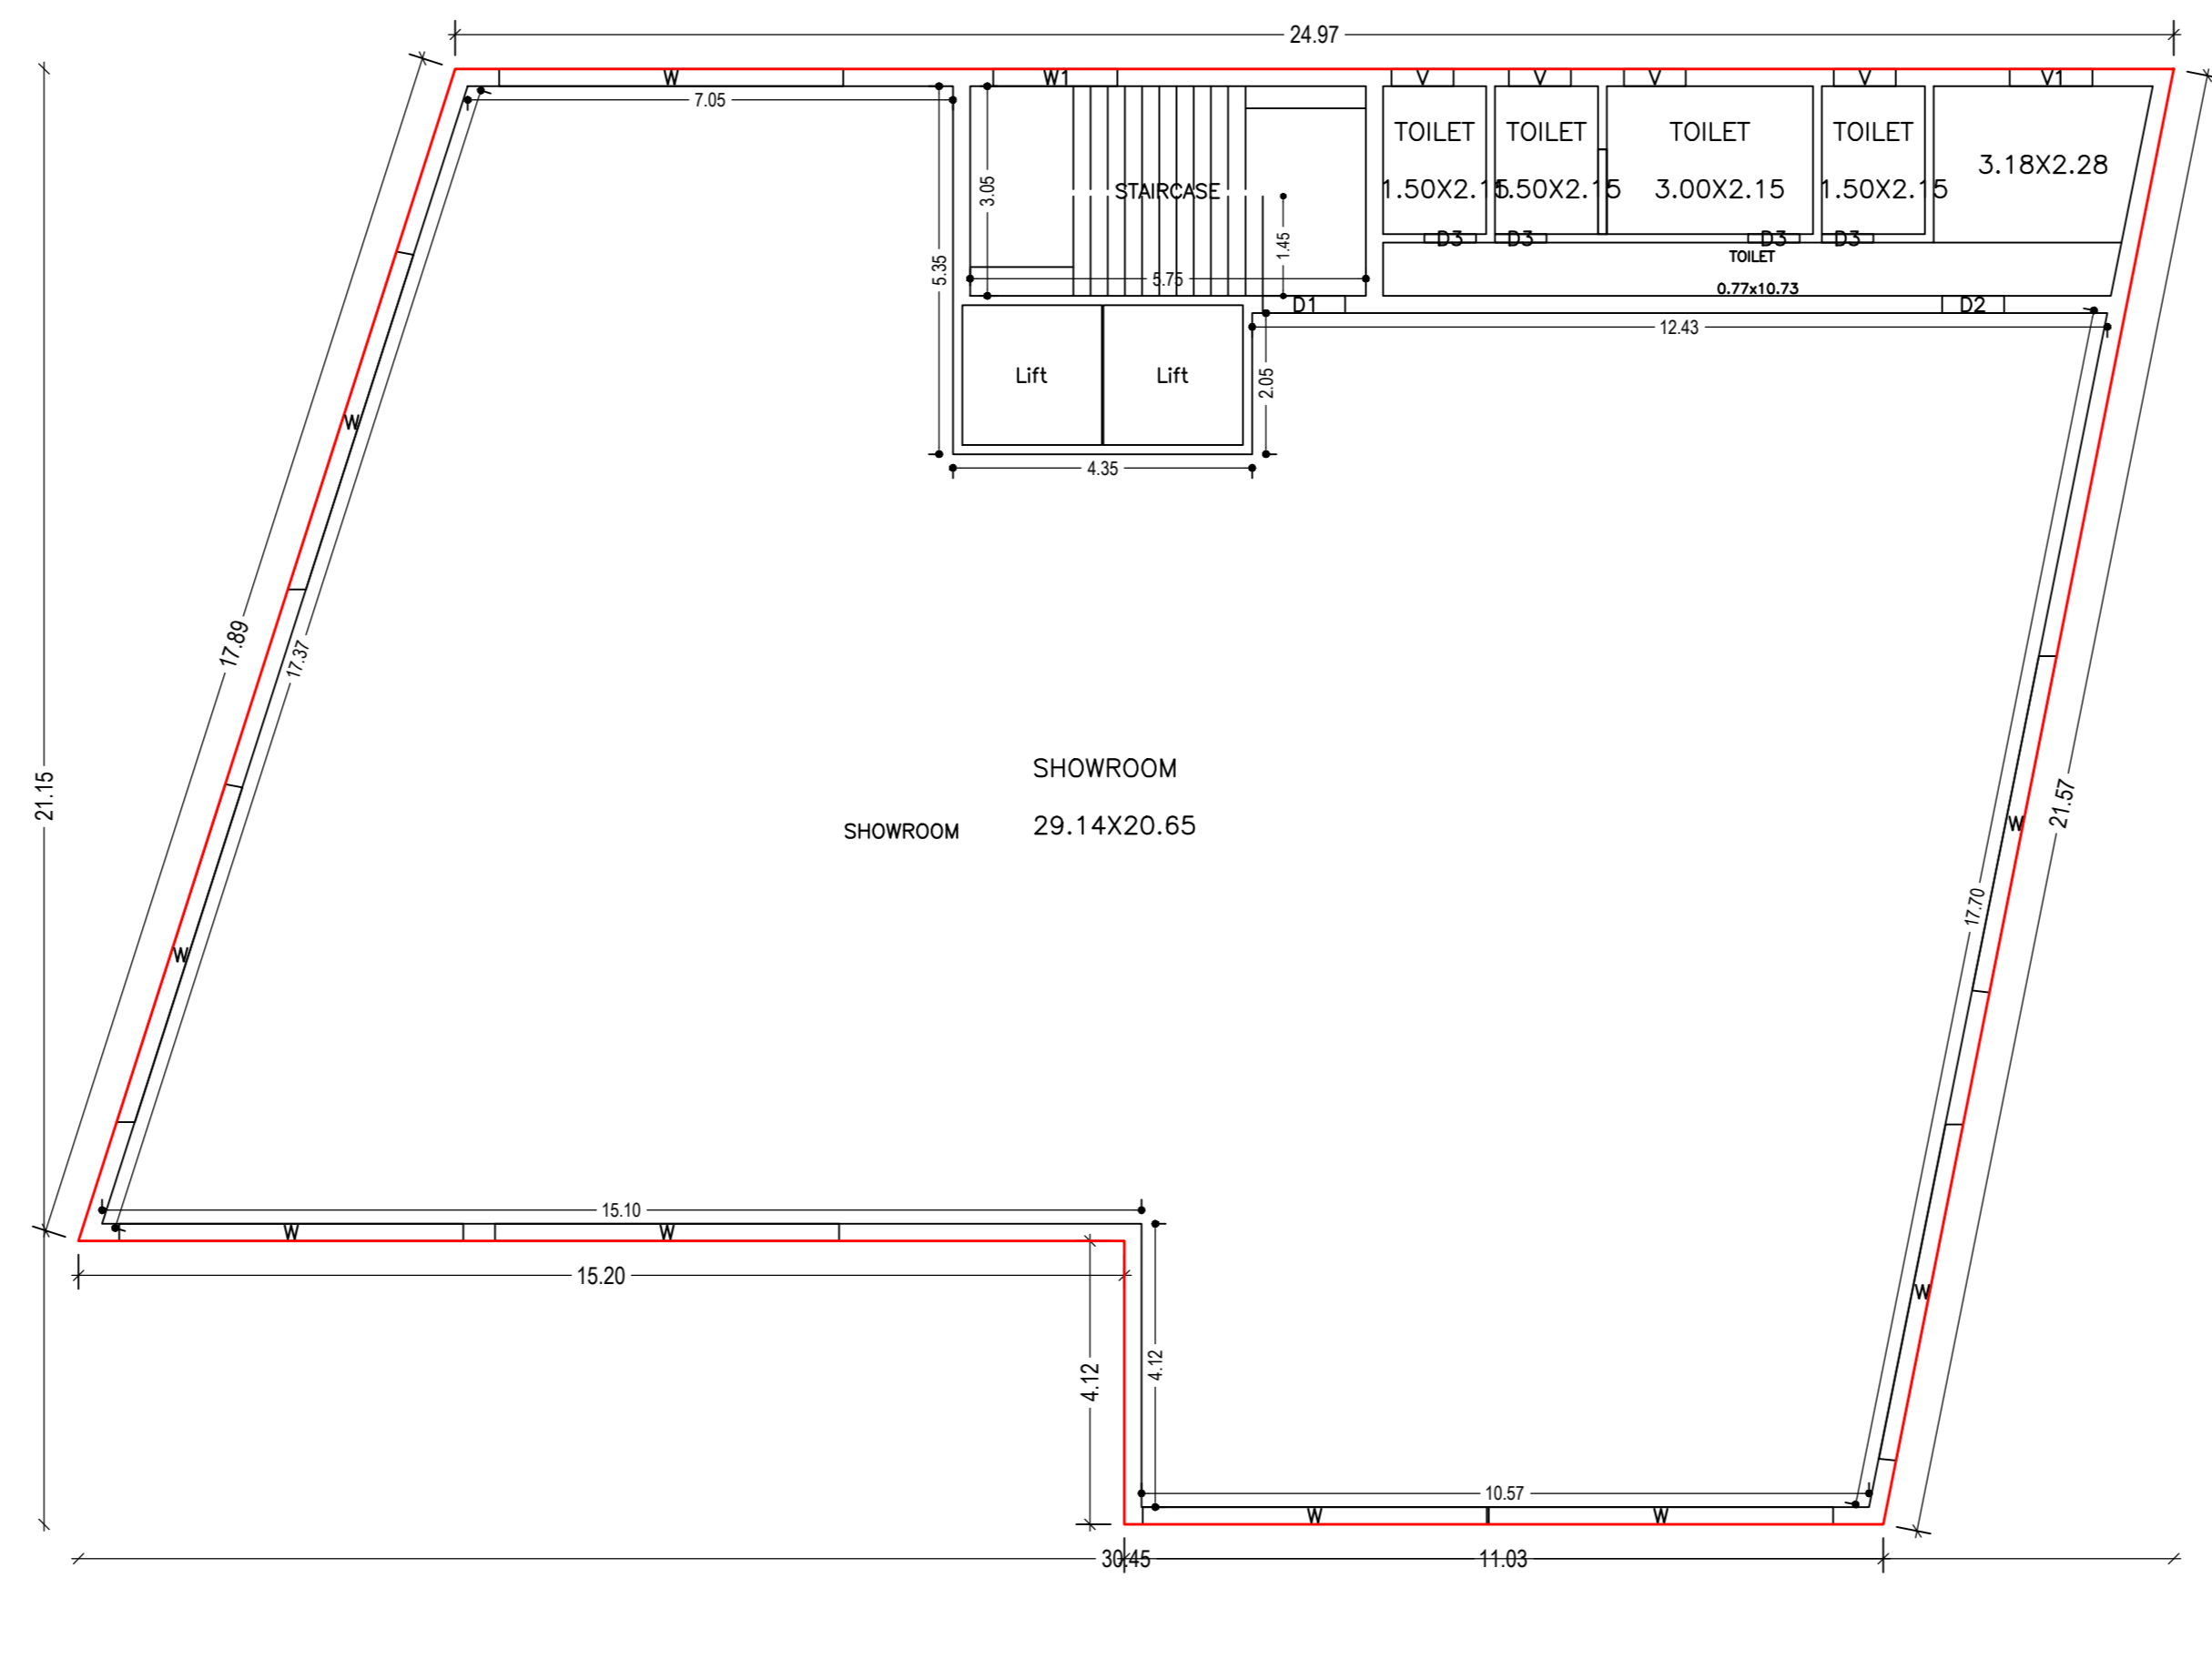 24.97
W
W1
V
V
V
V
V1
7.05
TOILET
TOILET
TOILET
TOILET
3.18X2.28
3.05
STAIRCASE
1.50X2.15
1.50X2.15
3.00X2.15
1.50X2.15
1.45
D3
D3
D3
D3
5.35
TOILET
5.75
0.77x10.73
D1
D2
12.43
Lift
Lift
2.05
W
4.35
17.89
17.37
SHOWROOM
21.15
21.57
29.14X20.65
SHOWROOM
W
17.70
W
15.10
W
W
15.20
W
4.12
4.12
10.57
W
W
30.45
11.03